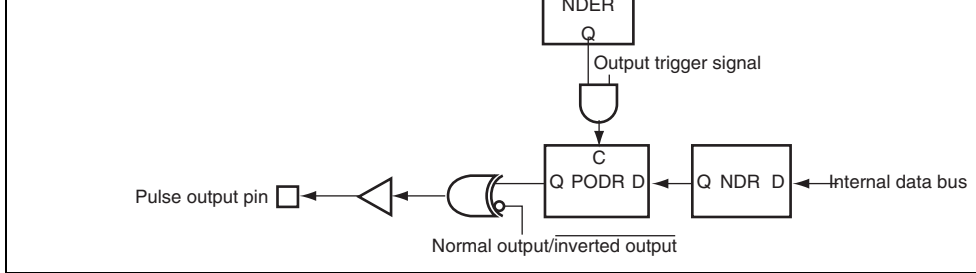 NDER
Q
Output trigger signal
C
Q PODR D
Q NDR D
Internal data bus
Pulse output pin
Normal output/inverted output